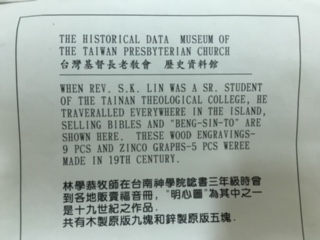 THE HISTORICAL DATA MUSEUM OF
THE TAIWAN PRESBYTERIAN CHURCH
台灣基督長老敎會 歷史資料館
WHEN REV. S.K. LIN WAS A SR. STUDENT
OF THE TAINAN THEOLOGICAL COLLEGE, HE
TRAVERALLED EVERYWHERE IN THE ISLAND,
SELLING BIBLES AND "BENG-SIN-TO" ARE
SHOWN HERE. THESE WOOD ENGRAVINGS-
9 PCS AND ZINCO GRAPHS-5 PCS WEREE
MADE IN 19TH CENTURY.
林學恭牧師在台南神學院唸書三年級時會
到各地販賣福音冊，"明心圖"為其中之一
是十九世紀之作品。
共有木製原版九塊和鋅製原版五塊.